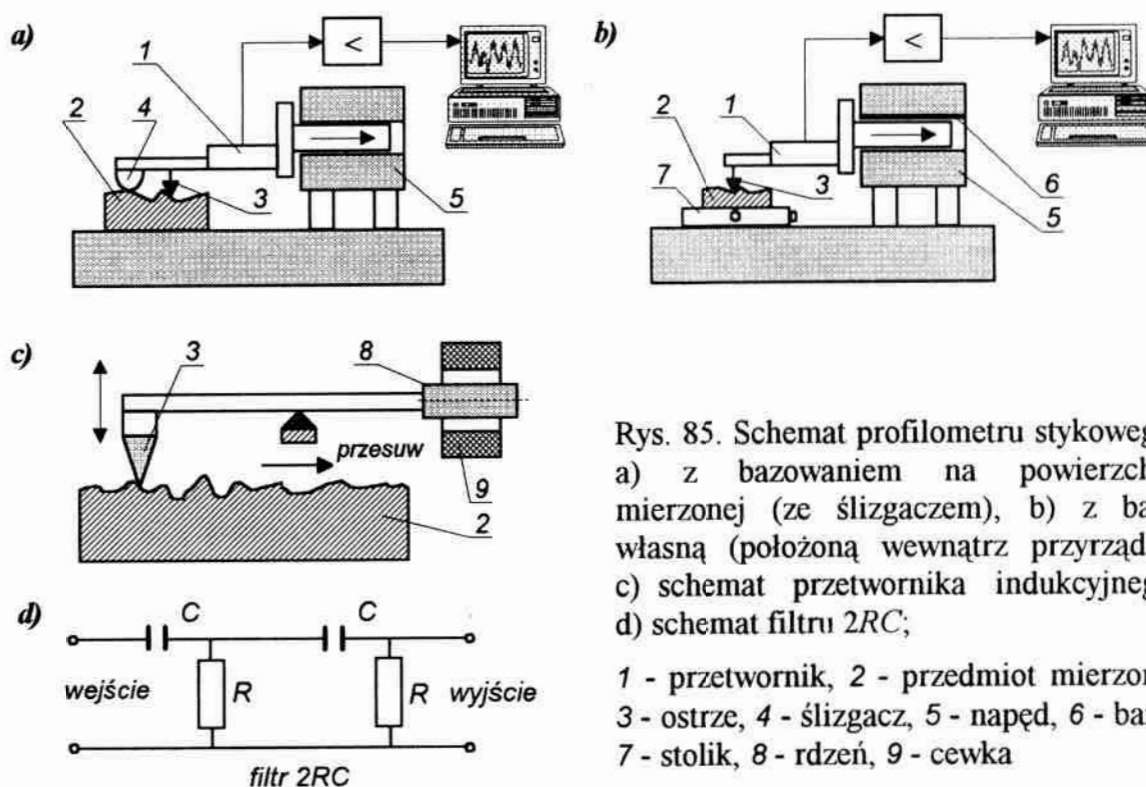 a)
<
1
2
4
3
5
b)
<
1
2
7
3
6
5
c)
3
8
przesuw
9
2
d)
C
C
wejście
R
R
wyjście
filtr 2RC
Rys. 85. Schemat profilometru stykoweg
a) z bazowaniem na powierzch
mierzonej (ze ślizgaczem), b) z ba
własną (położoną wewnątrz przyrząd
c) schemat przetwornika indukcyjneg
d) schemat filtru 2RC;
1 - przetwornik, 2 - przedmiot mierzon
3 - ostrze, 4 - ślizgacz, 5 - napęd, 6 - ba
7 - stolik, 8 - rdzeń, 9 - cewka